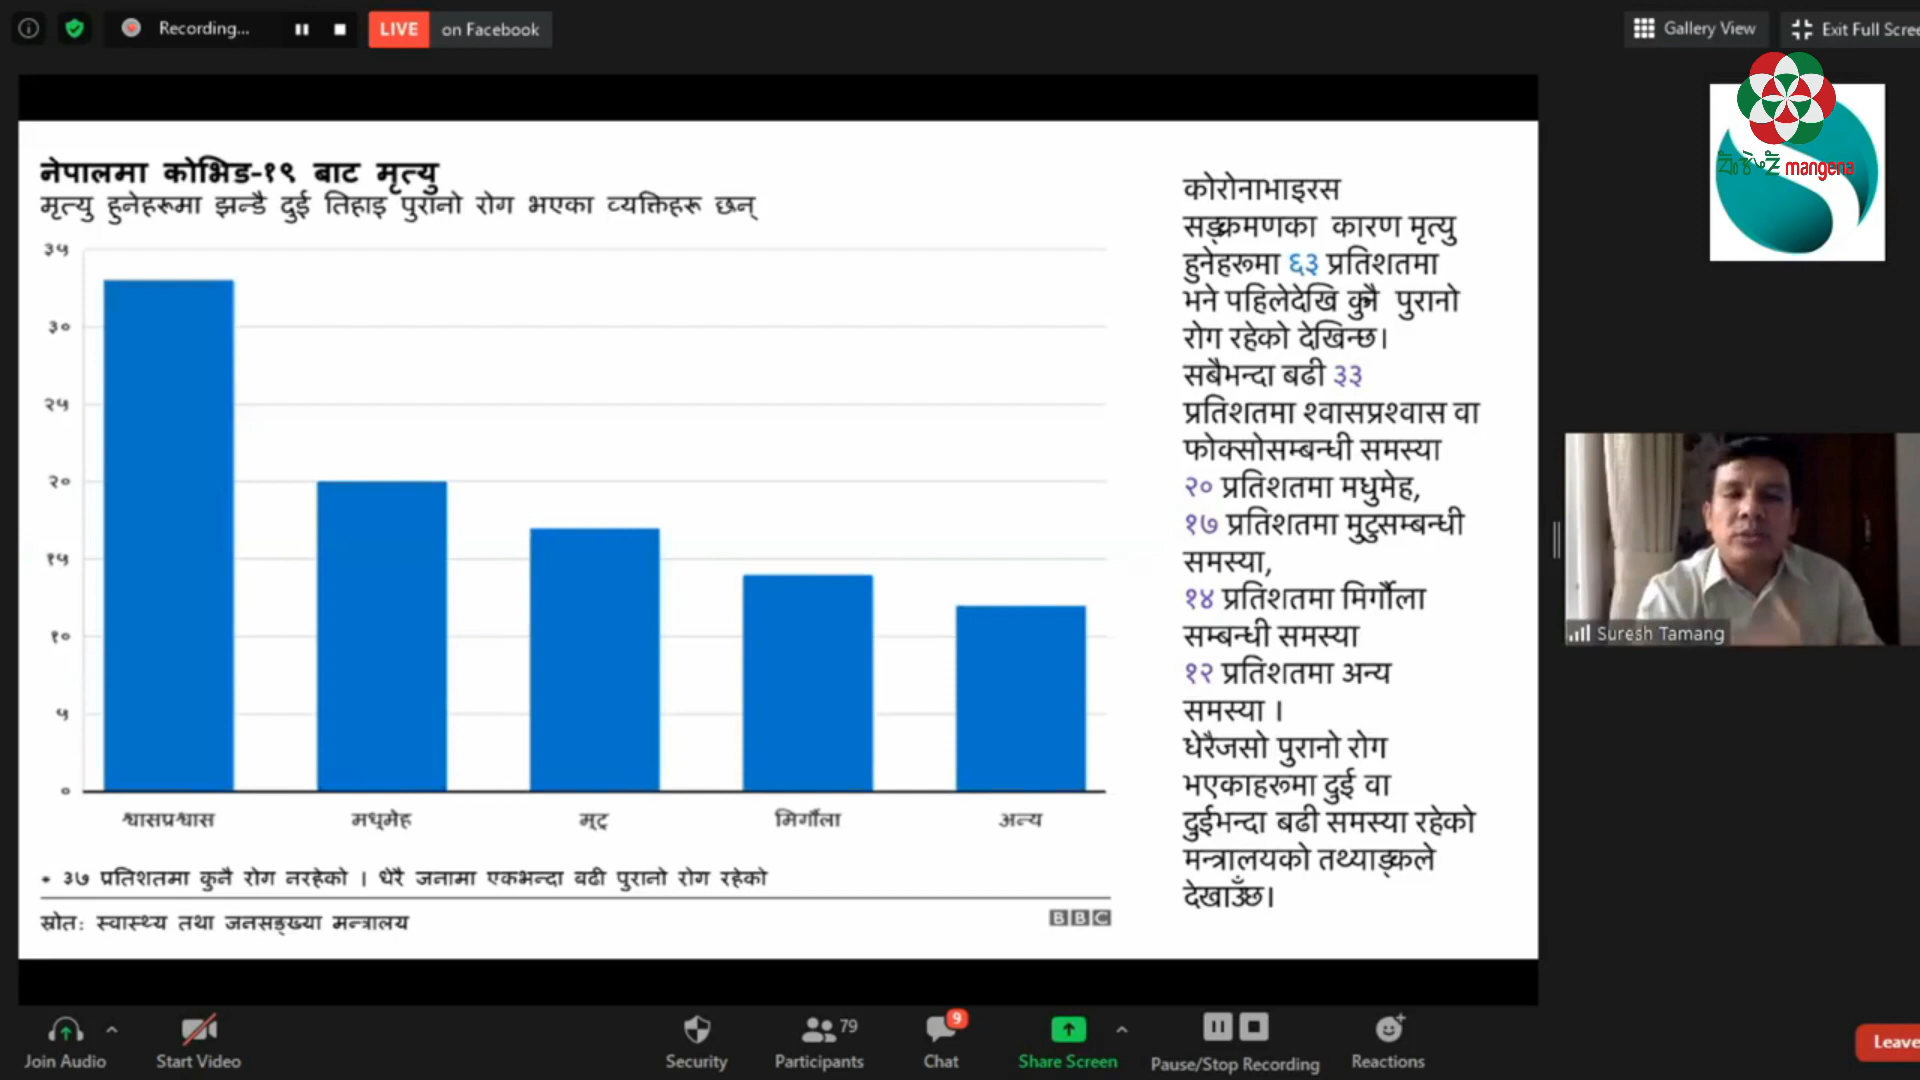 Recording...
LIVE on Facebook
Gallery View
Exit Full Scree
mangena
नेपालमा कोभिड-१९ बाट मृत्यु
मृत्यु हुनेहरूमा झन्डै दुई तिहाइ पुरानो रोग भएका व्यक्तिहरू छन्
३५
३०
२५
२०
१५
१०
५
०
श्वासप्रश्वास
मधुमेह
मुटु
मिर्गौला
अन्य
* ३७ प्रतिशतमा कुनै रोग नरहेको । धेरै जनामा एकभन्दा बढी पुरानो रोग रहेको
स्रोत: स्वास्थ्य तथा जनसङ्ख्या मन्त्रालय
BBC
कोरोनाभाइरस
सङ्क्रमणका कारण मृत्यु
हुनेहरूमा ६३ प्रतिशतमा
भने पहिलेदेखि कुनै पुरानो
रोग रहेको देखिन्छ।
सबैभन्दा बढी ३३
प्रतिशतमा श्वासप्रश्वास वा
फोक्सोसम्बन्धी समस्या
२० प्रतिशतमा मधुमेह,
१७ प्रतिशतमा मुटुसम्बन्धी
समस्या,
१४ प्रतिशतमा मिर्गौला
सम्बन्धी समस्या
१२ प्रतिशतमा अन्य
समस्या ।
धेरैजसो पुरानो रोग
भएकाहरूमा दुई वा
दुईभन्दा बढी समस्या रहेको
मन्त्रालयको तथ्याङ्कले
देखाउँछ।
Suresh Tamang
Join Audio
Start Video
Security
79
Participants
9
Chat
Share Screen
Pause/Stop Recording
Reactions
Leave